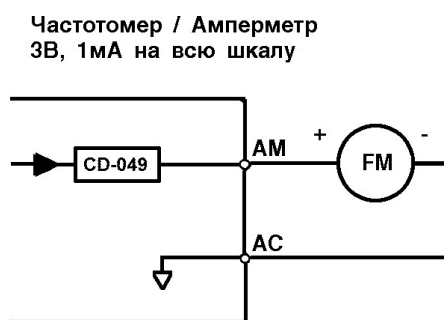 Частотомер / Амперметр
3В, 1мА на всю шкалу
CD-049
AM
+
FM
-
AC